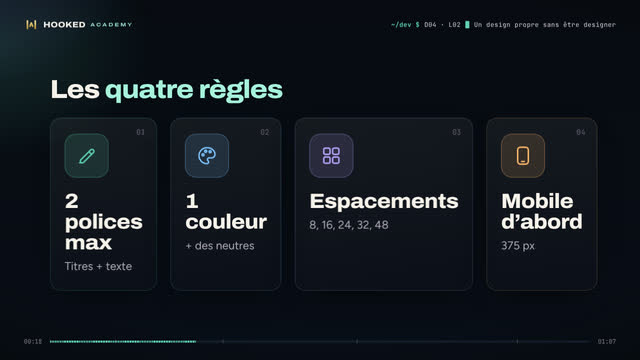 HOOKED ACADEMY
~/dev $ D04 · L02 Un design propre sans être designer
Les quatre règles
01
2
polices
max
Titres + texte
02
1
couleur
+ des neutres
03
Espacements
8, 16, 24, 32, 48
04
Mobile
d'abord
375 px
00:18
01:07